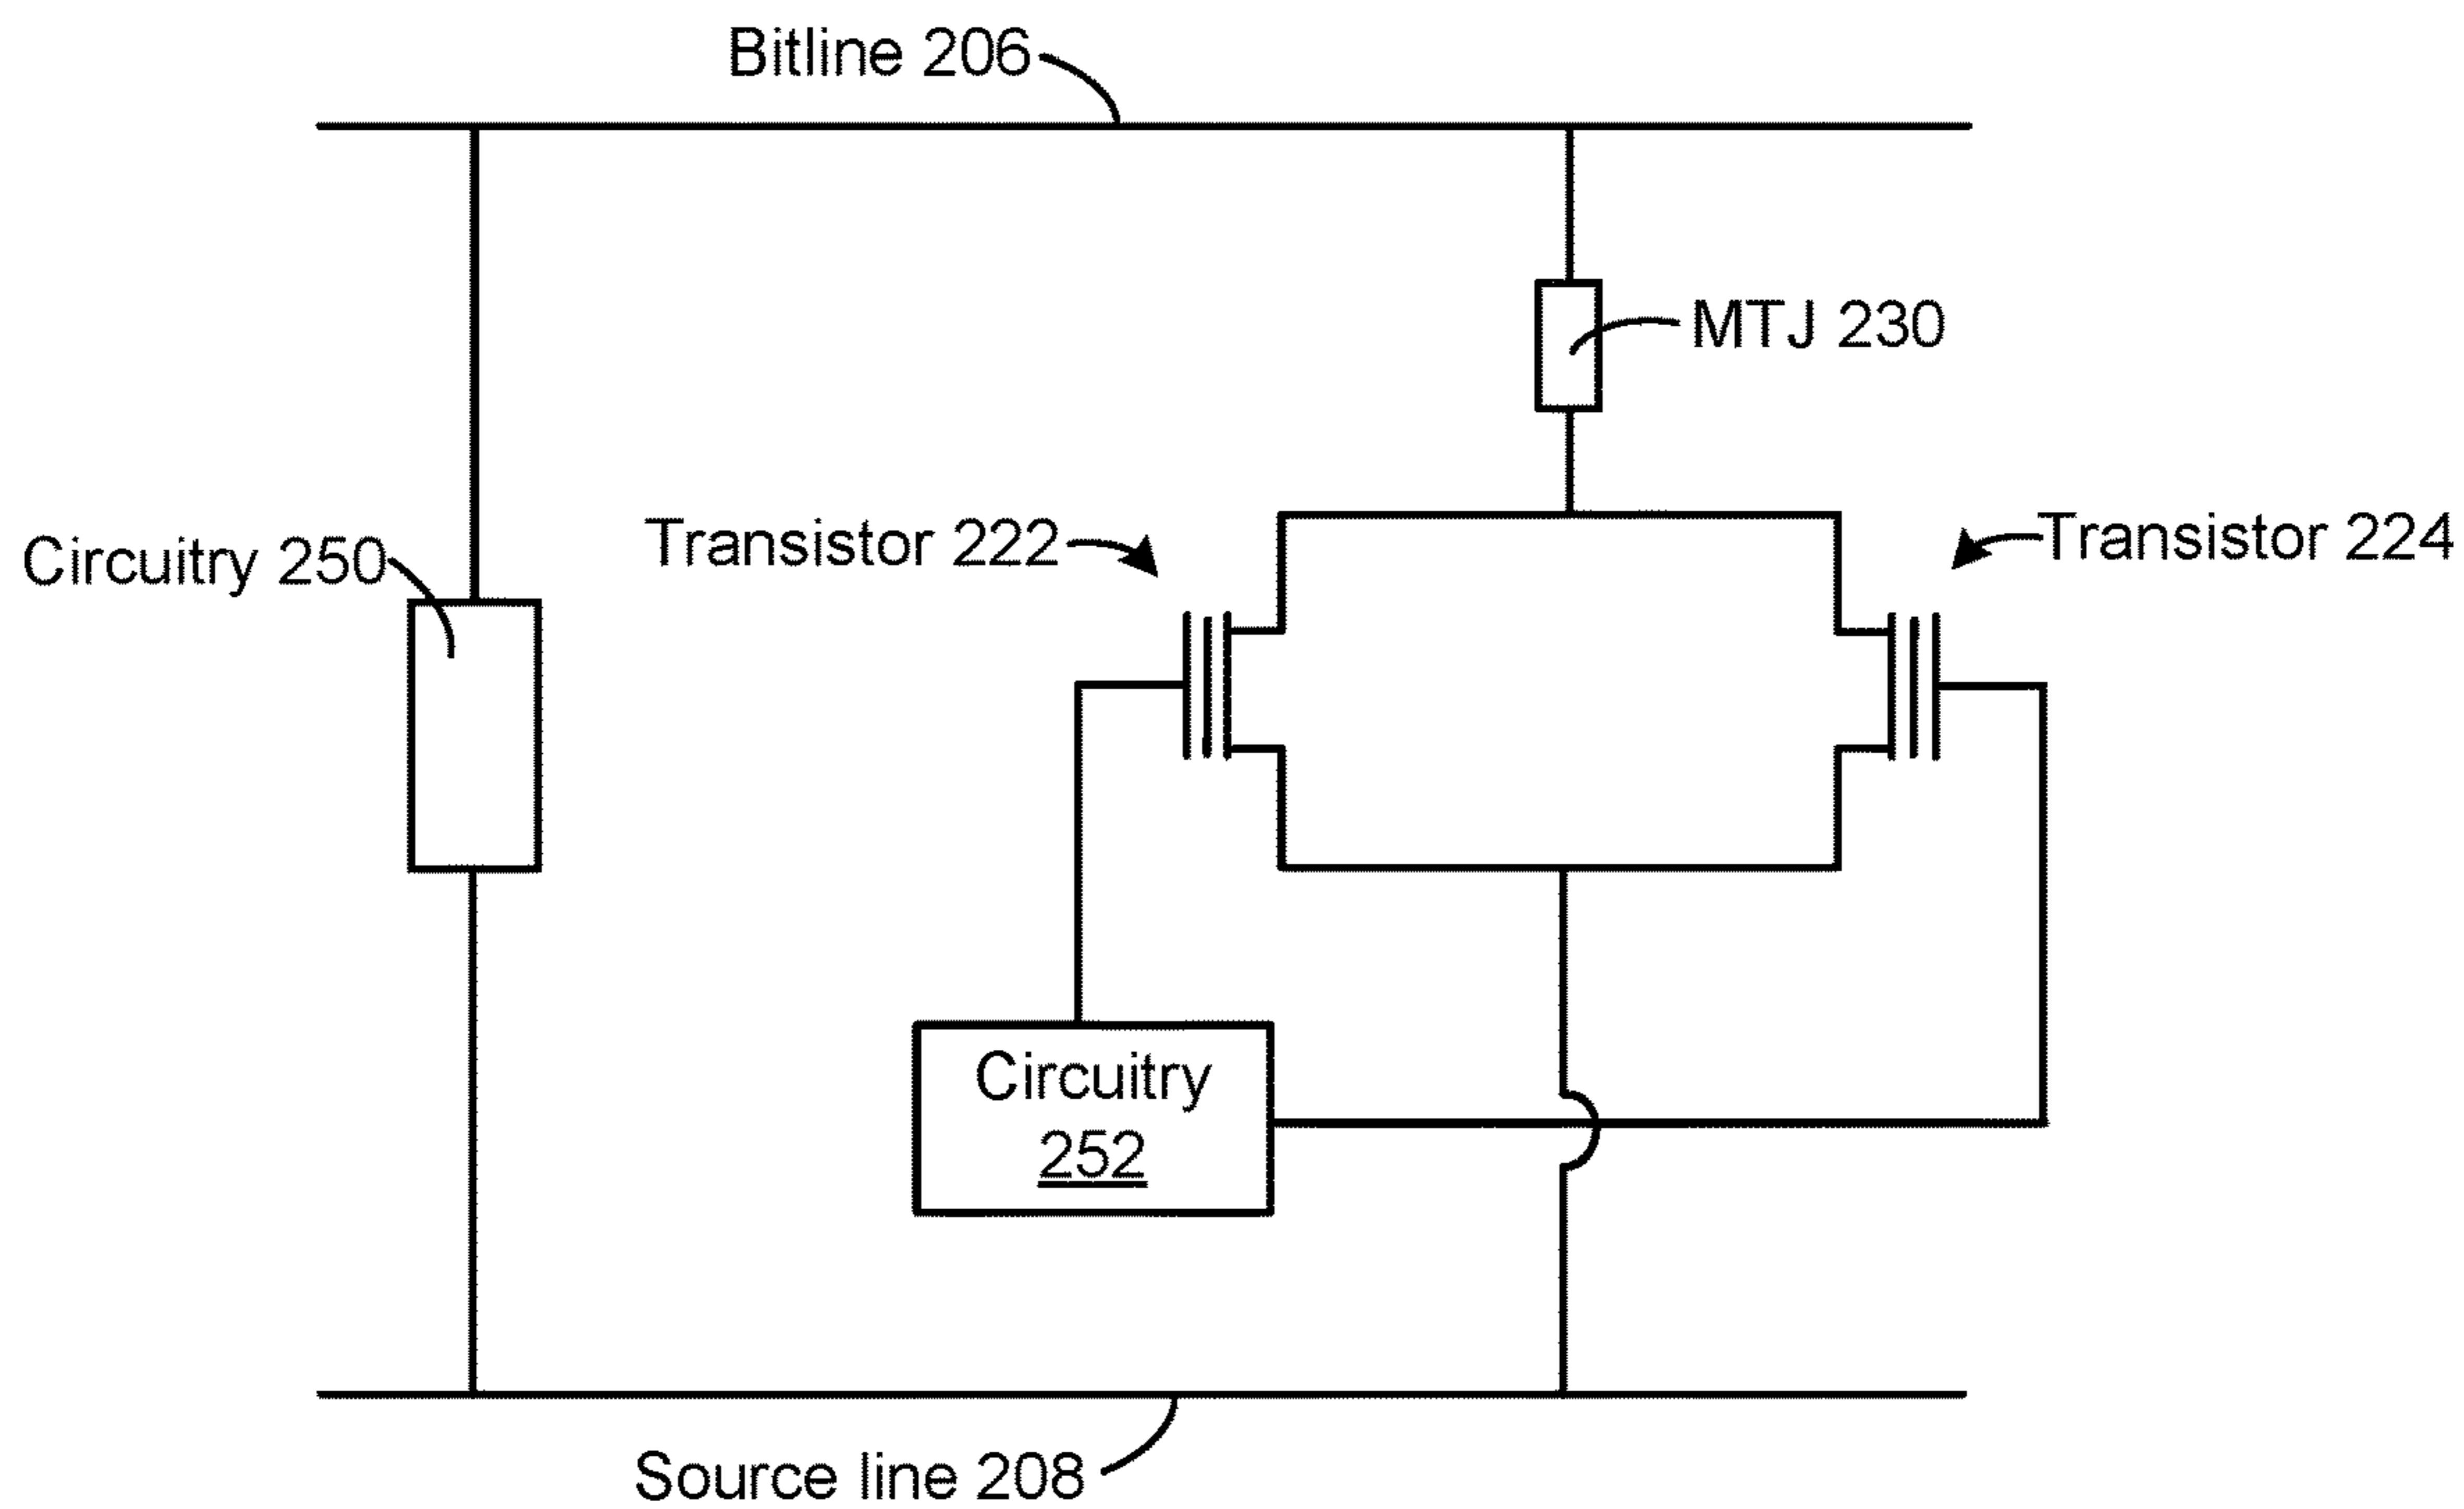 Bitline 206
MTJ 230
Transistor 222
Transistor 224
Circuitry 250
Circuitry
252
Source line 208